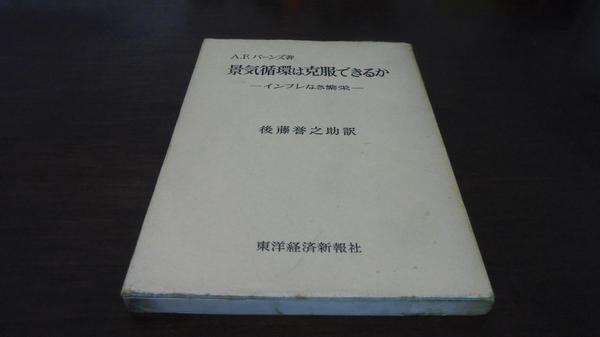 A.F.バーンズ著
景気循環は克服できるか
―インフレなき繁栄―
後藤誉之助訳
東洋経済新報社